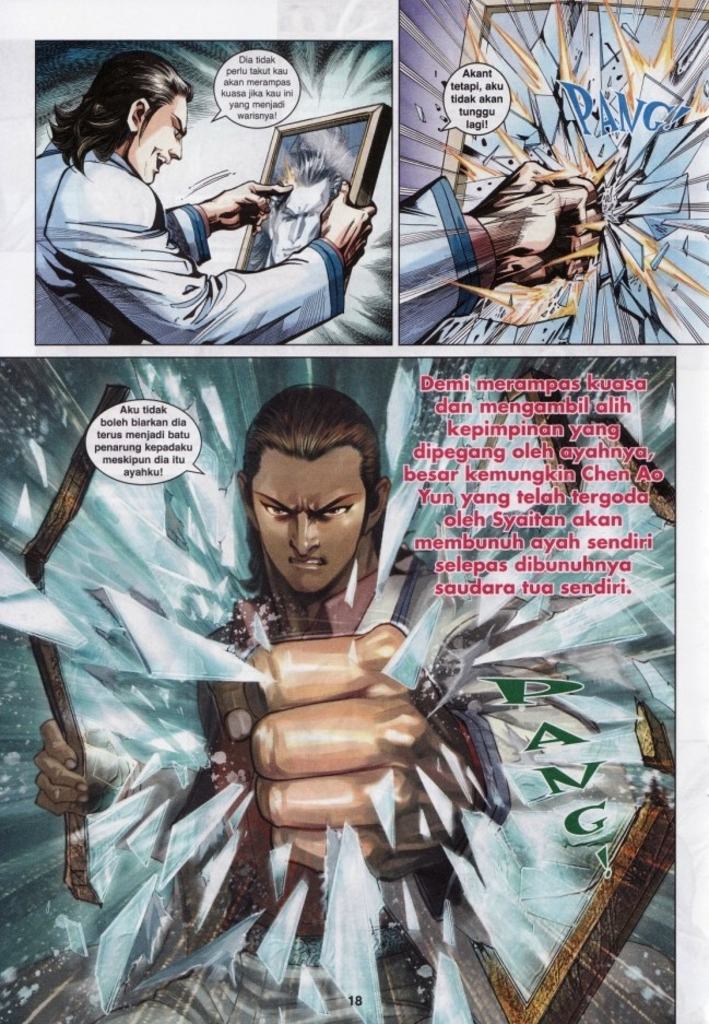 Dia tidak
perlu takut kau
akan merampas
kuasa jika kau ini
yang menjadi
warisnya!
Akant
tetapi, aku
tidak akan
tunggu
lagi!
PANG!
Aku tidak
boleh biarkan dia
terus menjadi batu
penarung kepadaku
meskipun dia itu
ayahku!
Demi merampas kuasa
dan mengambil alih
kepimpinan yang
dipegang oleh ayahnya,
besar kemungkin Chen Ao
Yun yang telah tergoda
oleh Syaitan akan
membunuh ayah sendiri
selepas dibunuhnya
saudara tua sendiri.
PANG!
18